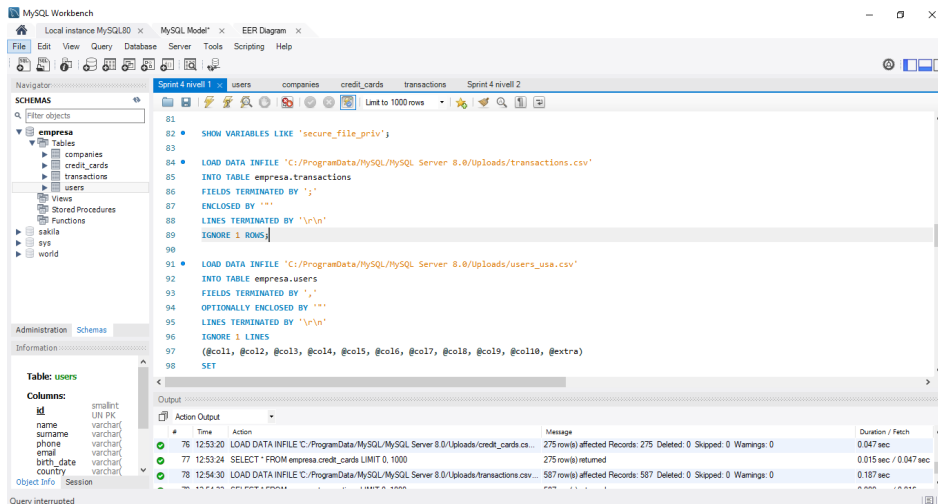 MySQL Workbench
Local instance MySQL80 × MySQL Model* × EER Diagram ×
File Edit View Query Database Server Tools Scripting Help
Navigator
SCHEMAS
Filter objects
empresa
Tables
companies
credit_cards
transactions
users
Views
Stored Procedures
Functions
sakila
sys
world
Administration Schemas
Information
Table: users
Columns:
id smallint UN PK
name varchar(
surname varchar(
phone varchar(
email varchar(
birth_date varchar(
country varchar(
Object Info Session
Query interrupted
Sprint 4 nivell 1 × users companies credit_cards transactions Sprint 4 nivell 2
Limit to 1000 rows
81
82 SHOW VARIABLES LIKE 'secure_file_priv';
83
84 LOAD DATA INFILE 'C:/ProgramData/MySQL/MySQL Server 8.0/Uploads/transactions.csv'
85 INTO TABLE empresa.transactions
86 FIELDS TERMINATED BY ';'
87 ENCLOSED BY '"'
88 LINES TERMINATED BY '\r\n'
89 IGNORE 1 ROWS;
90
91 LOAD DATA INFILE 'C:/ProgramData/MySQL/MySQL Server 8.0/Uploads/users_usa.csv'
92 INTO TABLE empresa.users
93 FIELDS TERMINATED BY ','
94 OPTIONALLY ENCLOSED BY '"'
95 LINES TERMINATED BY '\r\n'
96 IGNORE 1 LINES
97 (@col1, @col2, @col3, @col4, @col5, @col6, @col7, @col8, @col9, @col10, @extra)
98 SET
Output
Action Output
# Time Action Message Duration / Fetch
76 12:53:20 LOAD DATA INFILE 'C:/ProgramData/MySQL/MySQL Server 8.0/Uploads/credit_cards.cs... 275 row(s) affected Records: 275 Deleted: 0 Skipped: 0 Warnings: 0 0.047 sec
77 12:53:24 SELECT * FROM empresa.credit_cards LIMIT 0, 1000 275 row(s) returned 0.015 sec / 0.047 sec
78 12:54:30 LOAD DATA INFILE 'C:/ProgramData/MySQL/MySQL Server 8.0/Uploads/transactions.csv... 587 row(s) affected Records: 587 Deleted: 0 Skipped: 0 Warnings: 0 0.187 sec